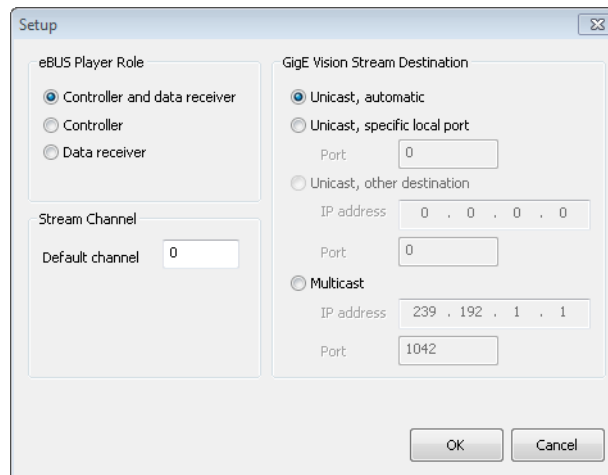 Setup
eBUS Player Role
Controller and data receiver
Controller
Data receiver
Stream Channel
Default channel 0
GigE Vision Stream Destination
Unicast, automatic
Unicast, specific local port
Port 0
Unicast, other destination
IP address 0 . 0 . 0 . 0
Port 0
Multicast
IP address 239 . 192 . 1 . 1
Port 1042
OK Cancel